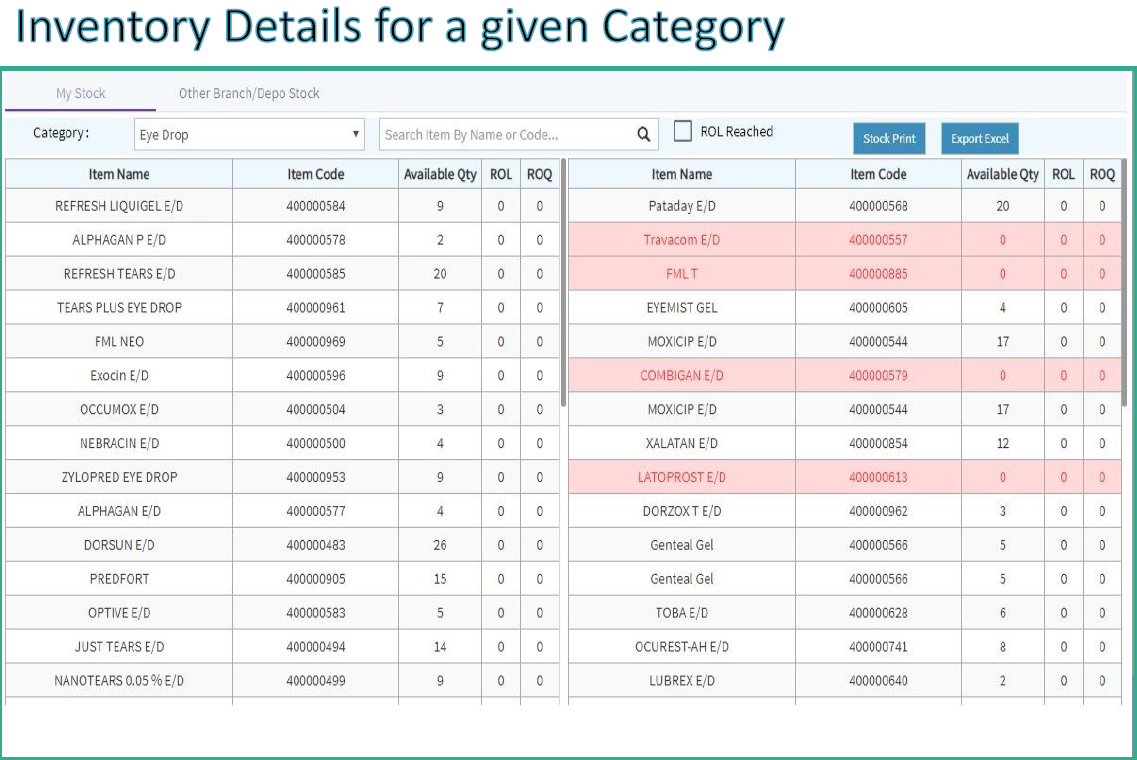 Inventory Details for a given Category
My Stock Other Branch/Depo Stock
Category: Eye Drop Search Item By Name or Code... ROL Reached Stock Print Export Excel
Item Name Item Code Available Qty ROL ROQ Item Name Item Code Available Qty ROL ROQ
REFRESH LIQUIGEL E/D 400000584 9 0 0 Pataday E/D 400000568 20 0 0
ALPHAGAN P E/D 400000578 2 0 0 Travacom E/D 400000557 0 0 0
REFRESH TEARS E/D 400000585 20 0 0 FML T 400000885 0 0 0
TEARS PLUS EYE DROP 400000961 7 0 0 EYEMIST GEL 400000605 4 0 0
FML NEO 400000969 5 0 0 MOXICIP E/D 400000544 17 0 0
Exocin E/D 400000596 9 0 0 COMBIGAN E/D 400000579 0 0 0
OCCUMOX E/D 400000504 3 0 0 MOXICIP E/D 400000544 17 0 0
NEBRACIN E/D 400000500 4 0 0 XALATAN E/D 400000854 12 0 0
ZYLOPRED EYE DROP 400000953 9 0 0 LATOPROST E/D 400000613 0 0 0
ALPHAGAN E/D 400000577 4 0 0 DORZOX T E/D 400000962 3 0 0
DORSUN E/D 400000483 26 0 0 Genteal Gel 400000566 5 0 0
PREDFORT 400000905 15 0 0 Genteal Gel 400000566 5 0 0
OPTIVE E/D 400000583 5 0 0 TOBA E/D 400000628 6 0 0
JUST TEARS E/D 400000494 14 0 0 OCUREST-AH E/D 400000741 8 0 0
NANOTEARS 0.05 % E/D 400000499 9 0 0 LUBREX E/D 400000640 2 0 0